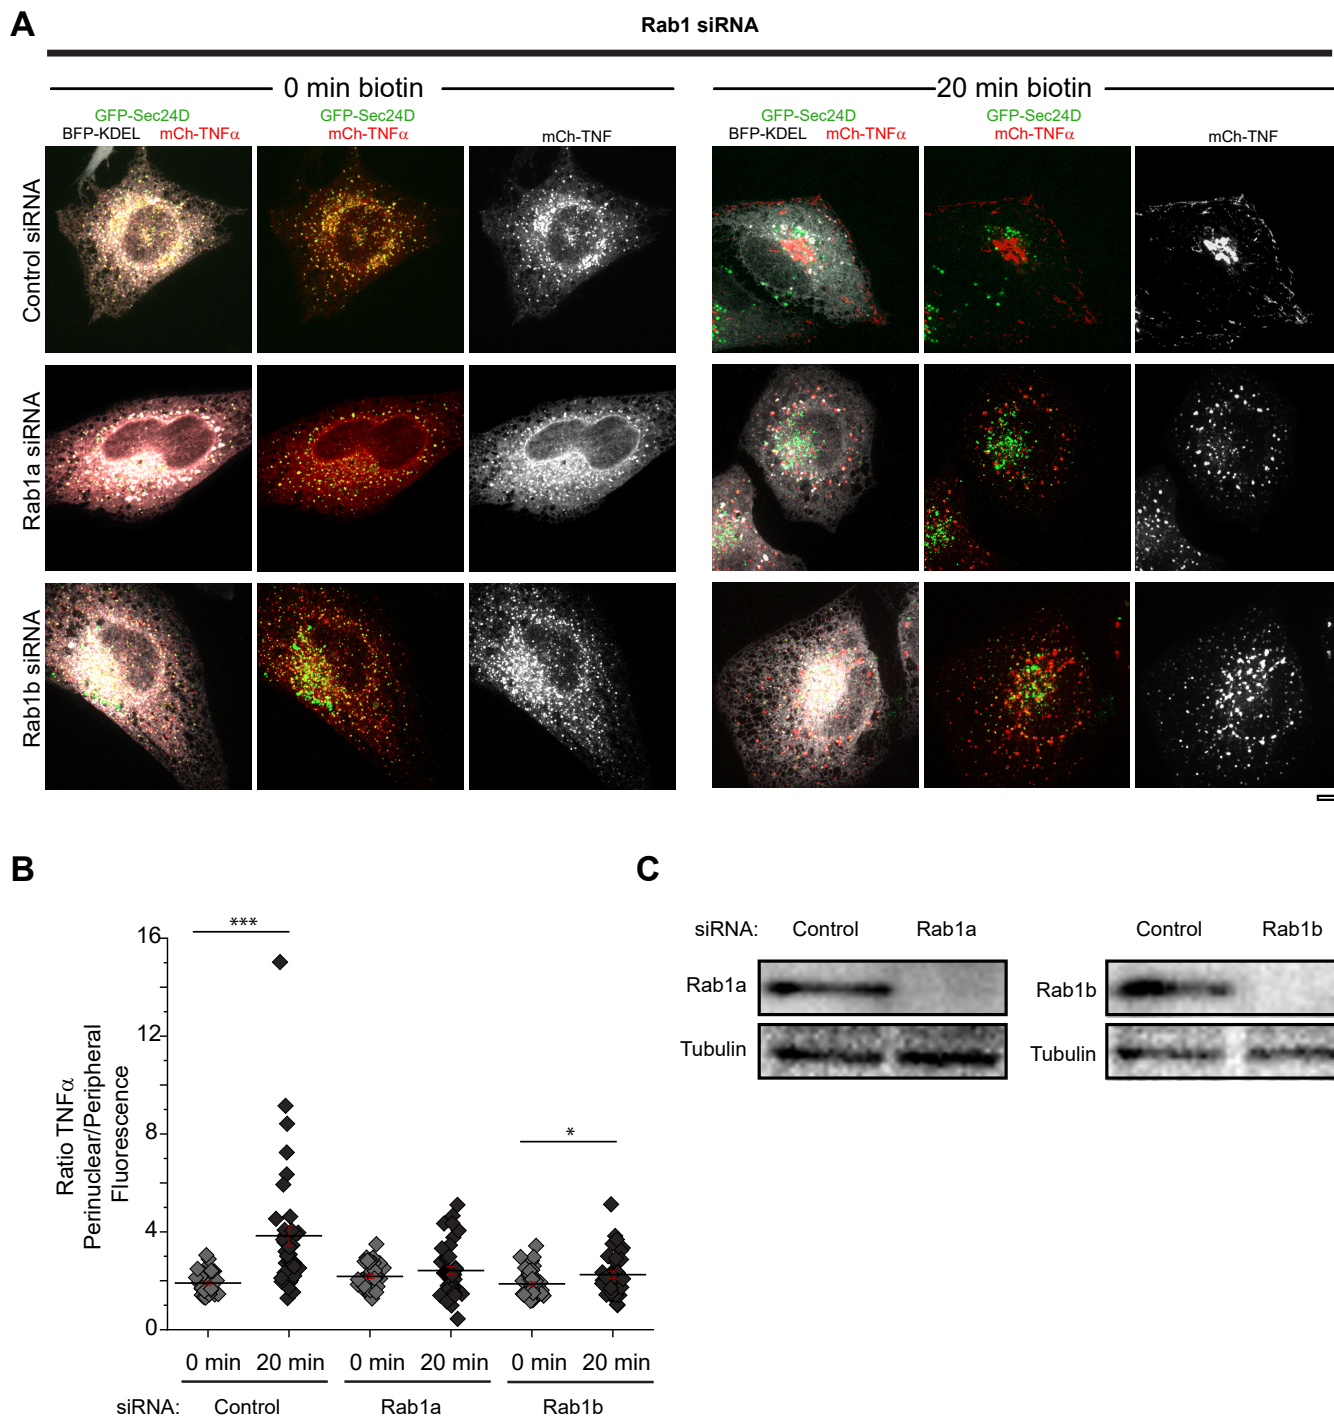 A
Rab1 siRNA
0 min biotin
20 min biotin
GFP-Sec24D
BFP-KDEL mCh-TNFα
GFP-Sec24D
mCh-TNFα
mCh-TNF
GFP-Sec24D
BFP-KDEL mCh-TNFα
GFP-Sec24D
mCh-TNFα
mCh-TNF
Control siRNA
Rab1a siRNA
Rab1b siRNA
B
Ratio TNFα
Perinuclear/Peripheral
Fluorescence
16
12
8
4
0
***
*
0 min 20 min 0 min 20 min 0 min 20 min
siRNA: Control Rab1a Rab1b
C
siRNA: Control Rab1a
Rab1a
Tubulin
Control Rab1b
Rab1b
Tubulin